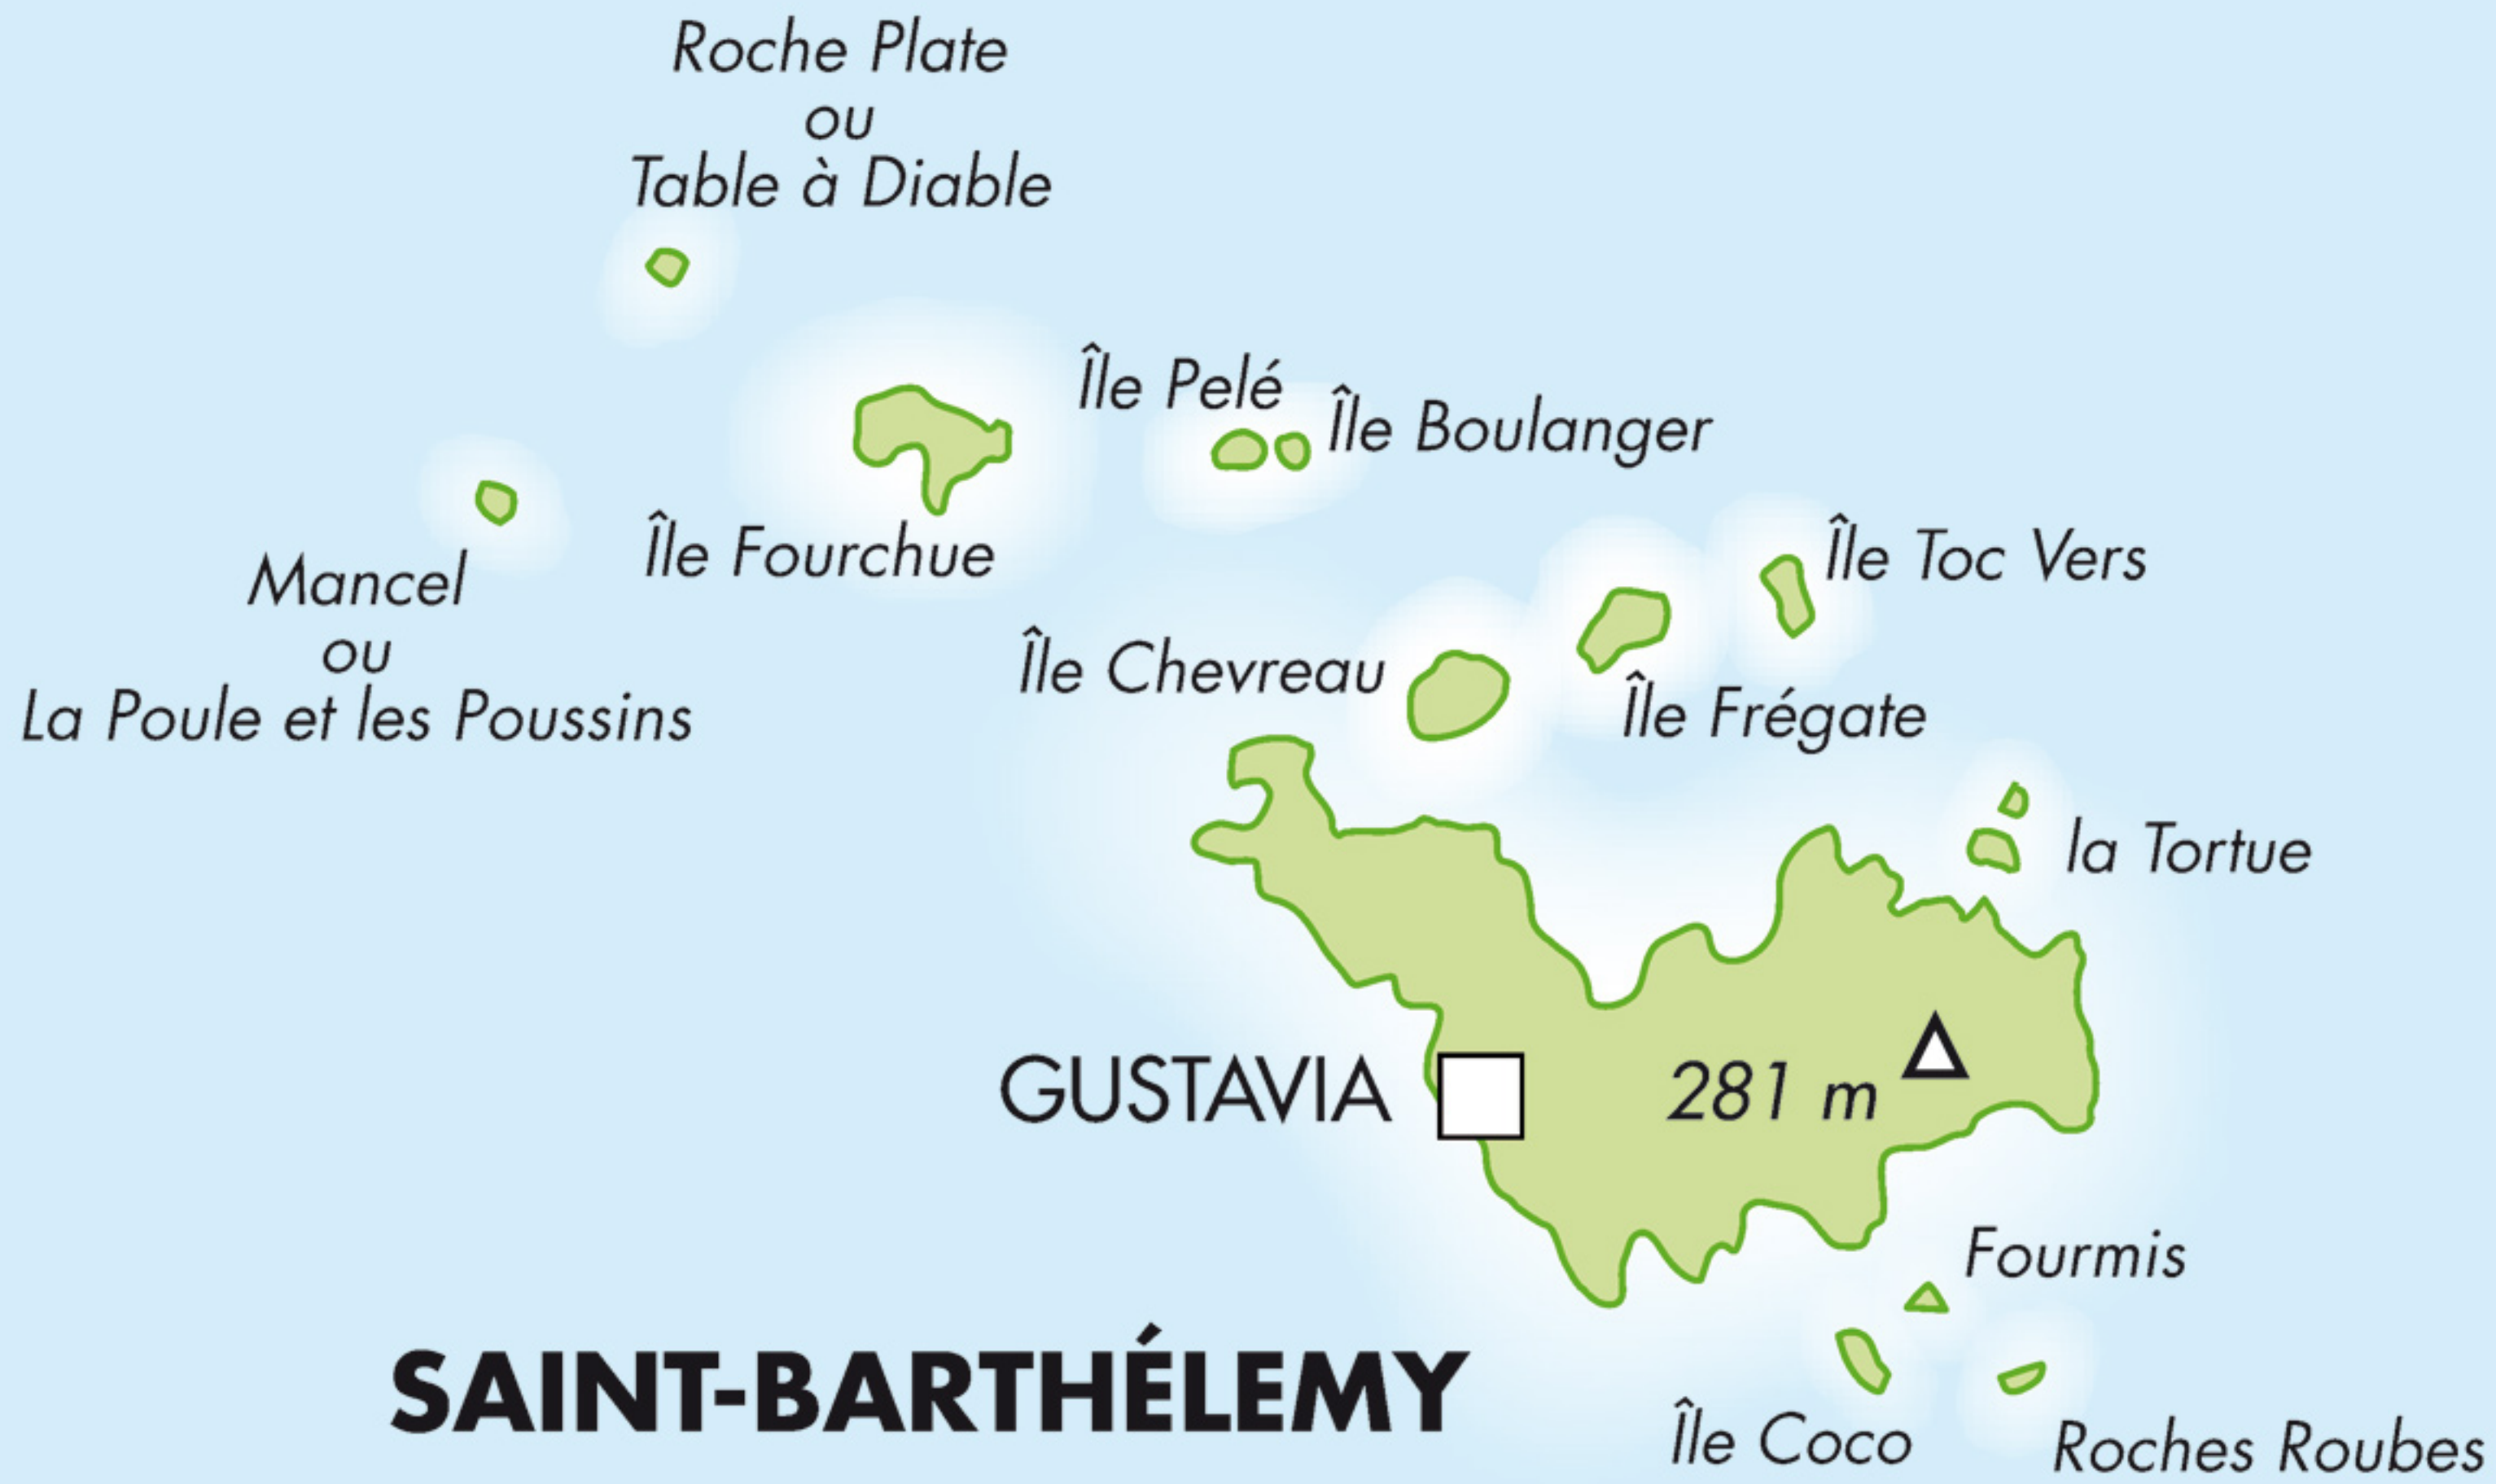 Roche Plate
ou
Table à Diable
Île Pelé
Île Boulanger
Île Fourchue
Île Toc Vers
Mancel
ou
La Poule et les Poussins
Île Chevreau
Île Frégate
la Tortue
GUSTAVIA
281 m
Fourmis
SAINT-BARTHÉLEMY
Île Coco
Roches Roubes